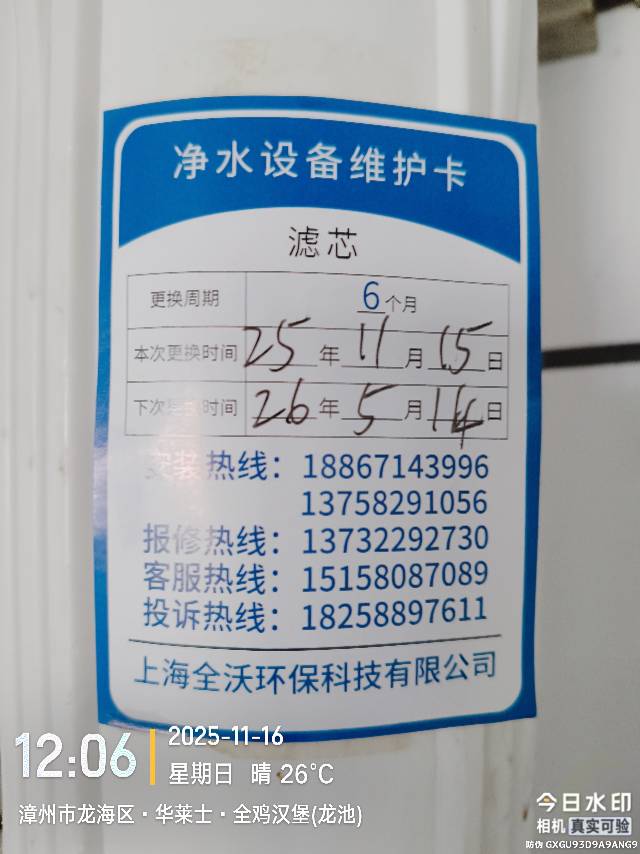 净水设备维护卡
滤芯
更换周期 6个月
本次更换时间 25年11月15日
下次更换时间 26年5月14日
安装热线：18867143996
13758291056
报修热线：13732292730
客服热线：15158087089
投诉热线：18258897611
上海全沃环保科技有限公司
12:06
2025-11-16
星期日 晴 26°C
漳州市龙海区·华莱士·全鸡汉堡(龙池)
今日水印
相机 真实可验
防伪 GXGU93D9A9ANG9